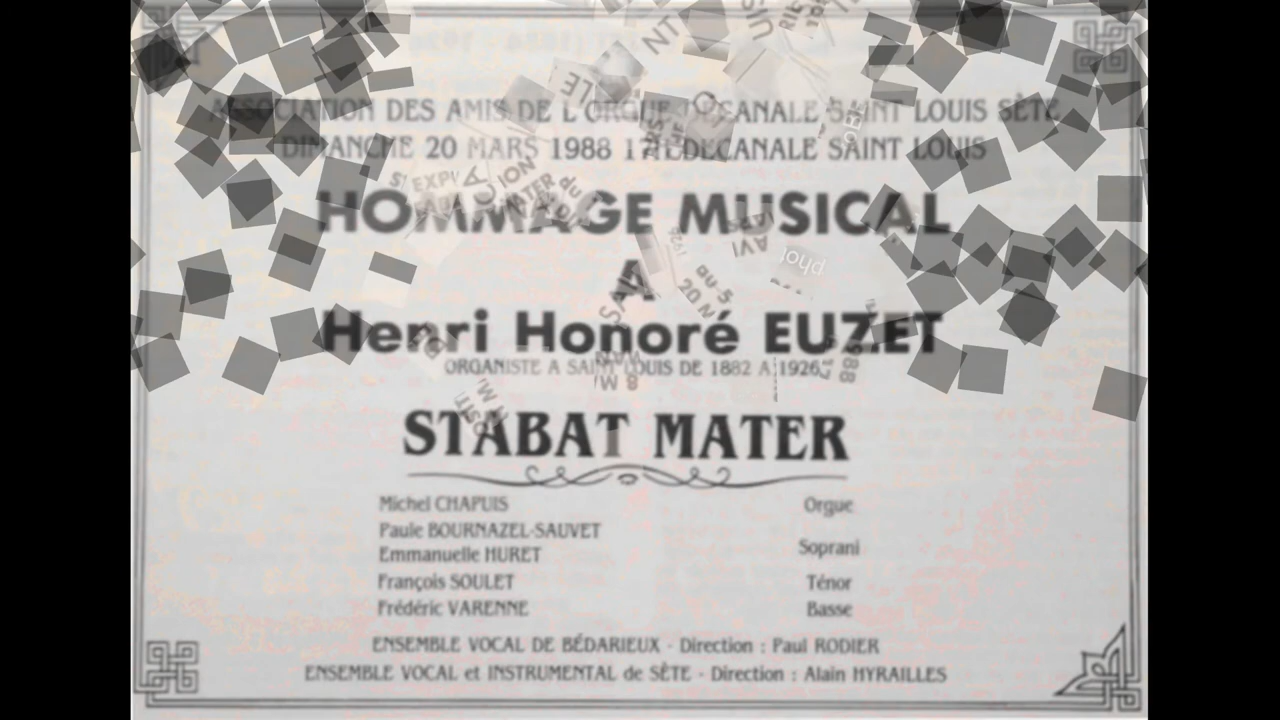 ASSOCIATION DES AMIS DE L'ORGUE DECANALE SAINT LOUIS SÈTE
DIMANCHE 20 MARS 1988 17H DECANALE SAINT LOUIS
HOMMAGE MUSICAL
A
Henri Honoré EUZET
ORGANISTE A SAINT LOUIS DE 1882 A 1926
STABAT MATER
Michel CHAPUIS Orgue
Paule BOURNAZEL-SAUVET
Emmanuelle HURET Soprani
François SOULET Ténor
Frédéric VARENNE Basse
ENSEMBLE VOCAL DE BÉDARIEUX - Direction : Paul RODIER
ENSEMBLE VOCAL et INSTRUMENTAL de SÈTE - Direction : Alain HYRAILLES